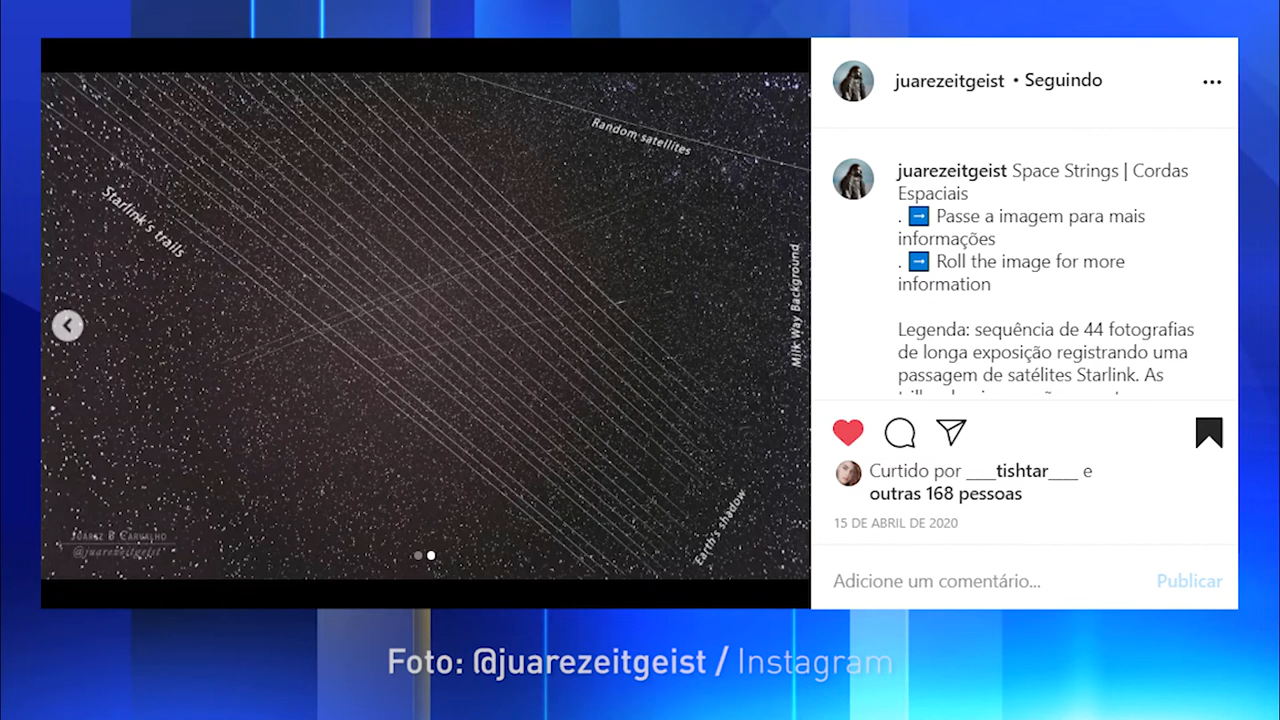 Random satellites
Starlink's trails
Milk Way Background
Earth's shadow
JUAREZ B CARVALHO
@juarezeitgeist
juarezeitgeist • Seguindo
juarezeitgeist Space Strings | Cordas
Espaciais
. ➡️ Passe a imagem para mais
informações
. ➡️ Roll the image for more
information
Legenda: sequência de 44 fotografias
de longa exposição registrando uma
passagem de satélites Starlink. As
Curtido por ___tishtar___ e
outras 168 pessoas
15 DE ABRIL DE 2020
Adicione um comentário... Publicar
Foto: @juarezeitgeist / Instagram